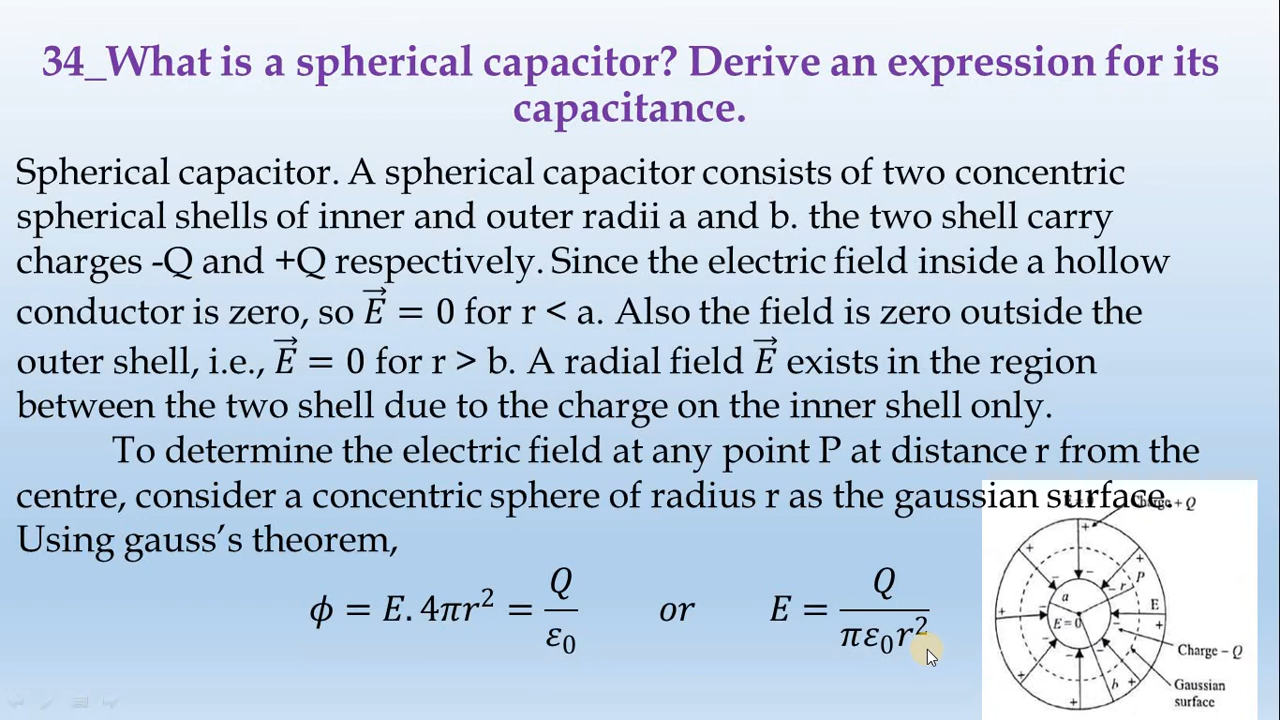 34_What is a spherical capacitor? Derive an expression for its
capacitance.
Spherical capacitor. A spherical capacitor consists of two concentric
spherical shells of inner and outer radii a and b. the two shell carry
charges -Q and +Q respectively. Since the electric field inside a hollow
conductor is zero, so E⃗ = 0 for r < a. Also the field is zero outside the
outer shell, i.e., E⃗ = 0 for r > b. A radial field E⃗ exists in the region
between the two shell due to the charge on the inner shell only.
To determine the electric field at any point P at distance r from the
centre, consider a concentric sphere of radius r as the gaussian surface.
Using gauss's theorem,
ϕ = E. 4πr² = Q/ε₀ or E = Q/πε₀r²
Charge + Q
P
r
a
E
E = 0
Charge – Q
b
Gaussian
surface